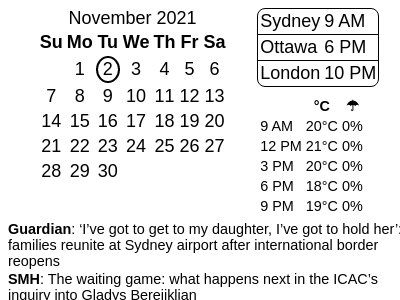 November 2021
Su Mo Tu We Th Fr Sa
1 2 3 4 5 6
7 8 9 10 11 12 13
14 15 16 17 18 19 20
21 22 23 24 25 26 27
28 29 30
Sydney 9 AM
Ottawa 6 PM
London 10 PM
°C ☂
9 AM 20°C 0%
12 PM 21°C 0%
3 PM 20°C 0%
6 PM 18°C 0%
9 PM 19°C 0%
Guardian: ‘I’ve got to get to my daughter, I’ve got to hold her’:
families reunite at Sydney airport after international border
reopens
SMH: The waiting game: what happens next in the ICAC’s
inquiry into Gladys Berejiklian